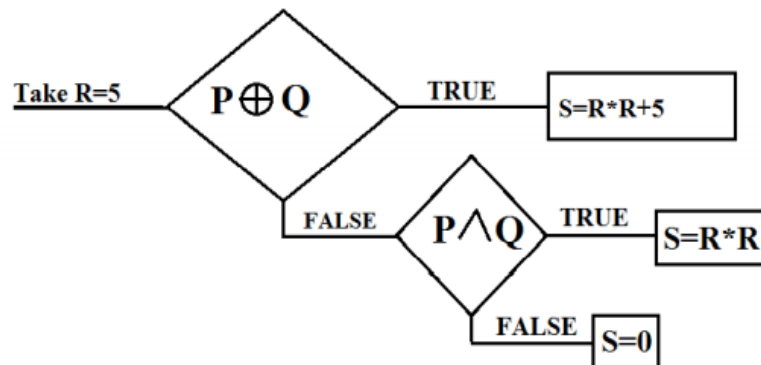 Take R=5
P⊕Q
TRUE
S=R*R+5
FALSE
P∧Q
TRUE
S=R*R
FALSE
S=0